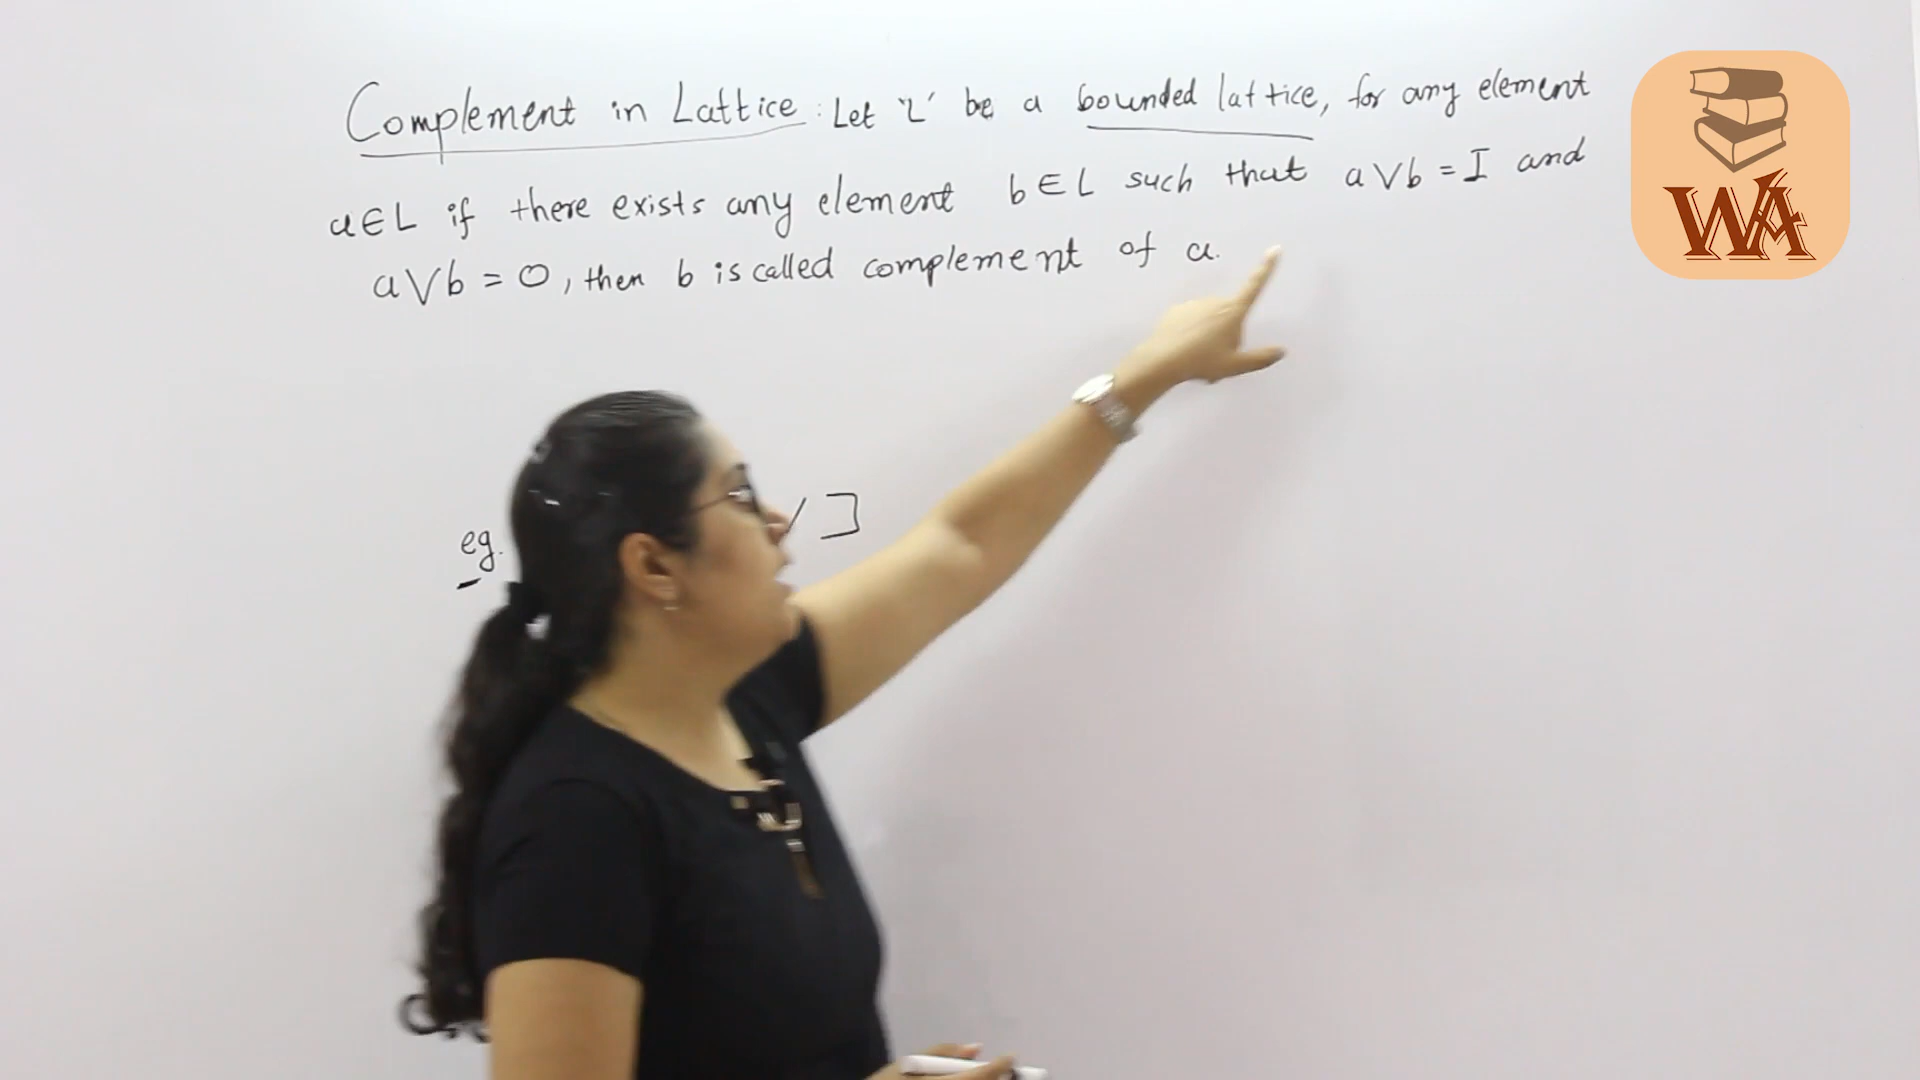 Complement in Lattice : Let 'L' be a bounded lattice, for any element
a∈L if there exists any element b∈L such that a∨b = I and
a∨b = 0, then b is called complement of a.
eg.
WA